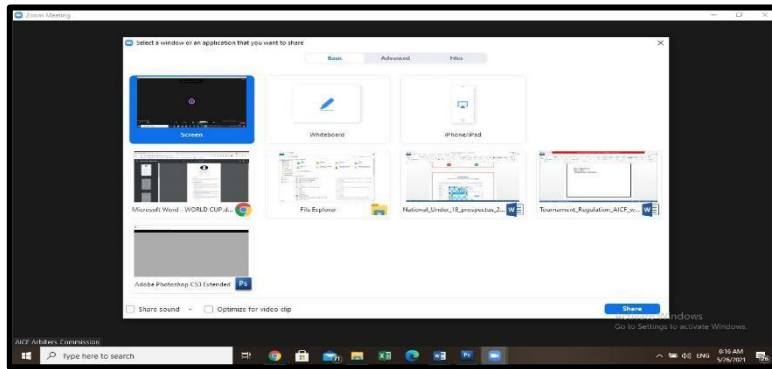 Zoom Meeting
Select a window or an application that you want to share
Basic Advanced Files
Screen
Whiteboard
iPhone/iPad
Microsoft Word - WORLD CUP.d...
File Explorer
National_Under_18_prospectus_2...
Tournament_Regulation_AICF_w...
Adobe Photoshop CS3 Extended
Ps
Share sound
Optimize for video clip
Share
Activate Windows
Go to Settings to activate Windows.
AICF Arbiters Commission
Type here to search
ENG
6:16 AM
5/26/2021